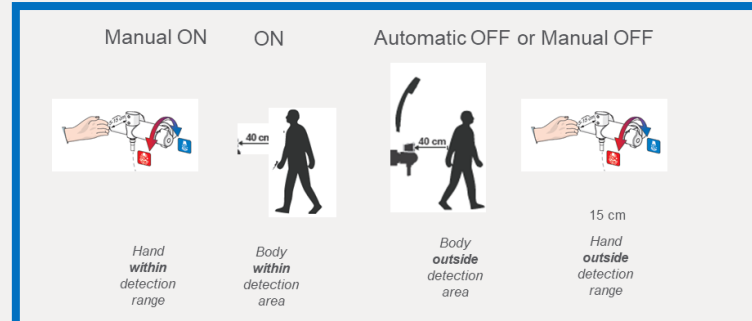 Manual ON
ON
Automatic OFF or Manual OFF
40 cm
40 cm
15 cm
Hand
within
detection
range
Body
within
detection
area
Body
outside
detection
area
Hand
outside
detection
range